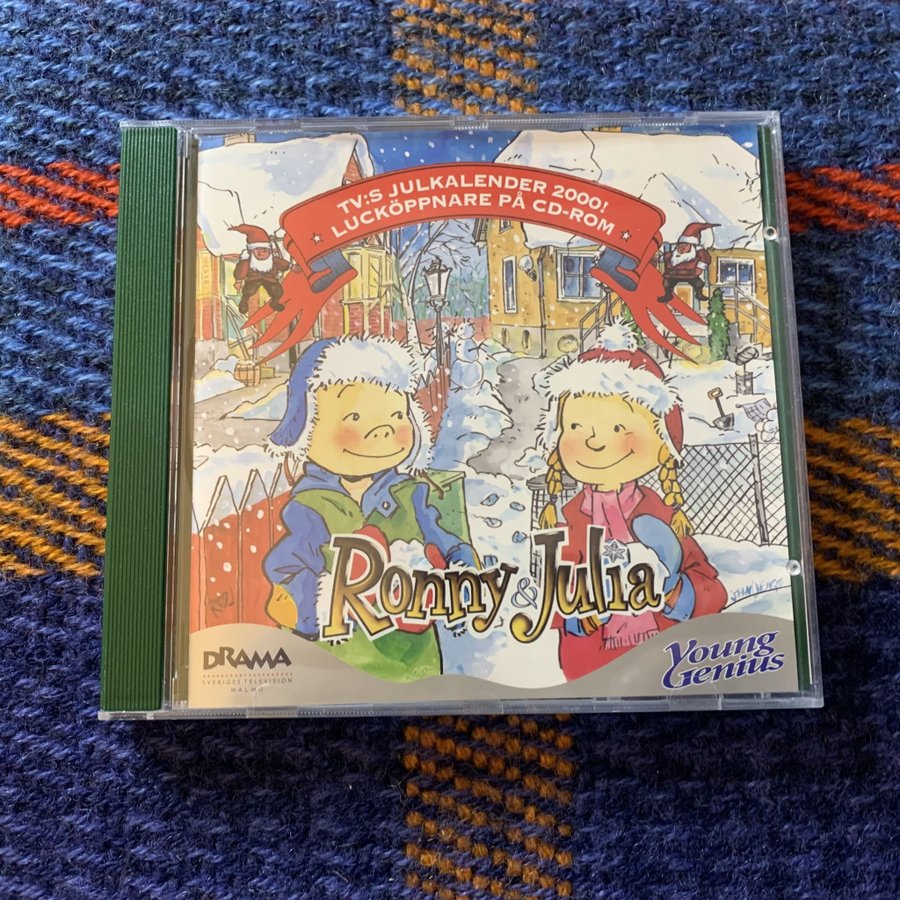 TV:S JULKALENDER 2000!
LUCKÖPPNARE PÅ CD-ROM
Ronny & Julia
DRAMA
SVERIGES TELEVISION
MALMÖ
Young
Genius